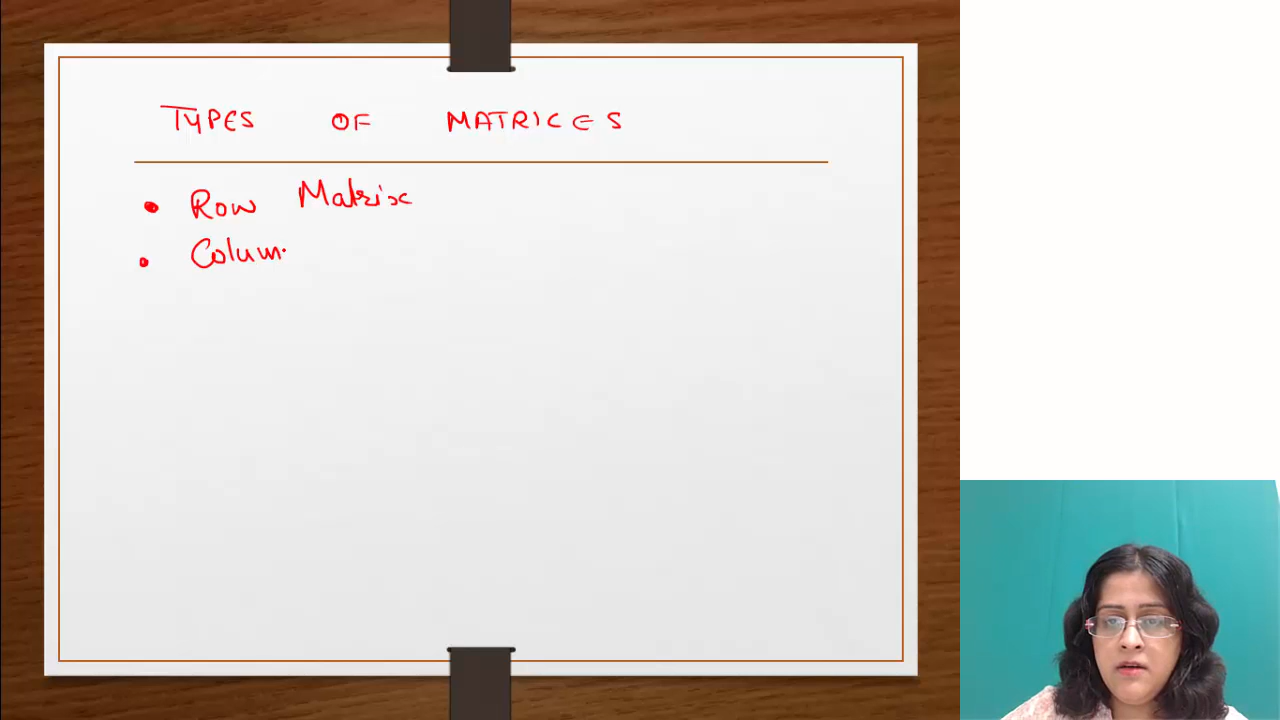 TYPES OF MATRICES
• Row Matrix
• Colum